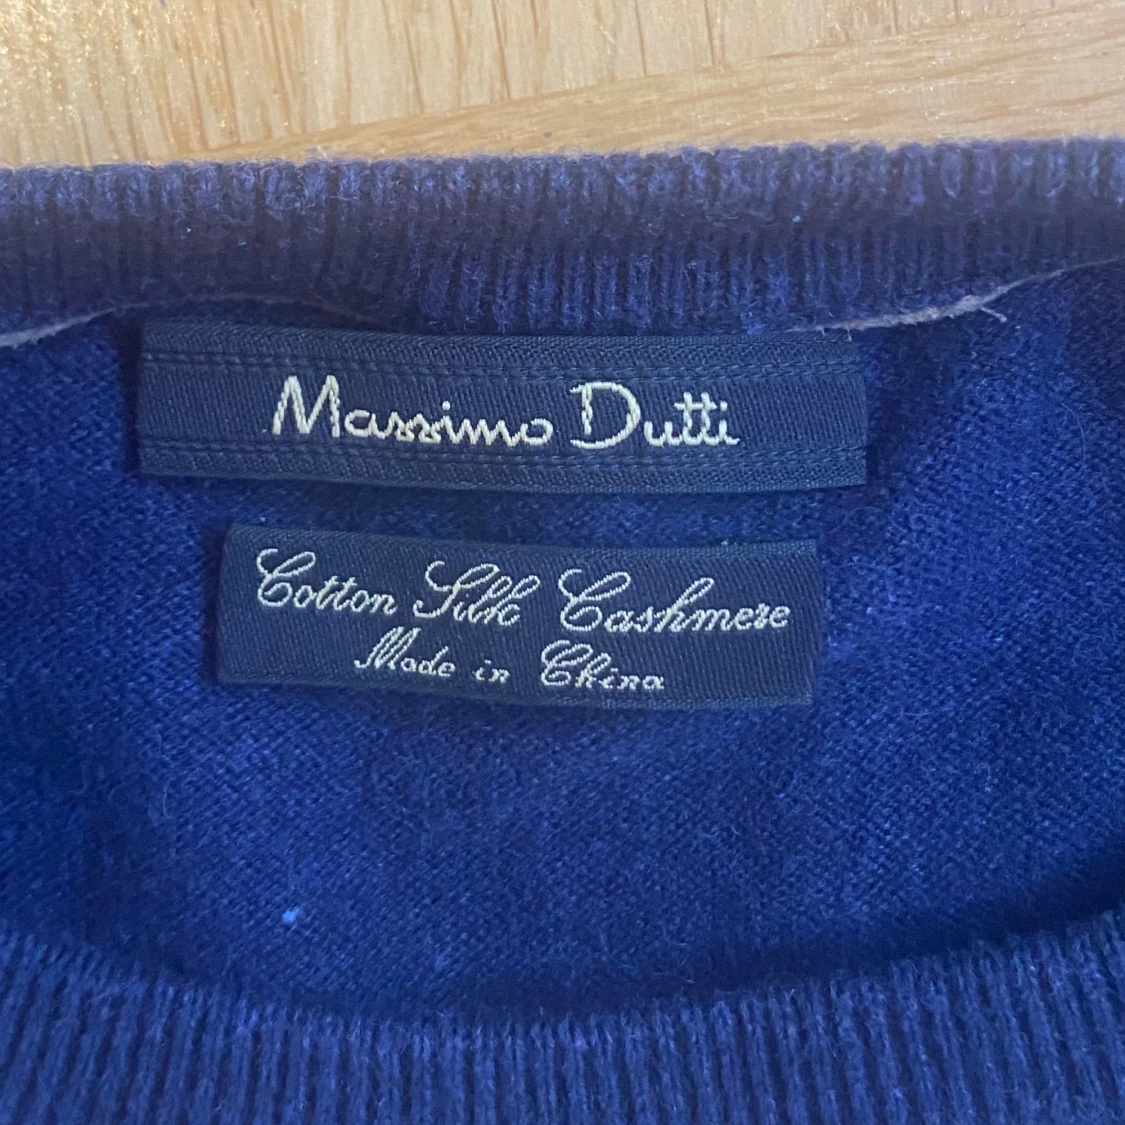 Massimo Dutti
Cotton Silk Cashmere
Made in China